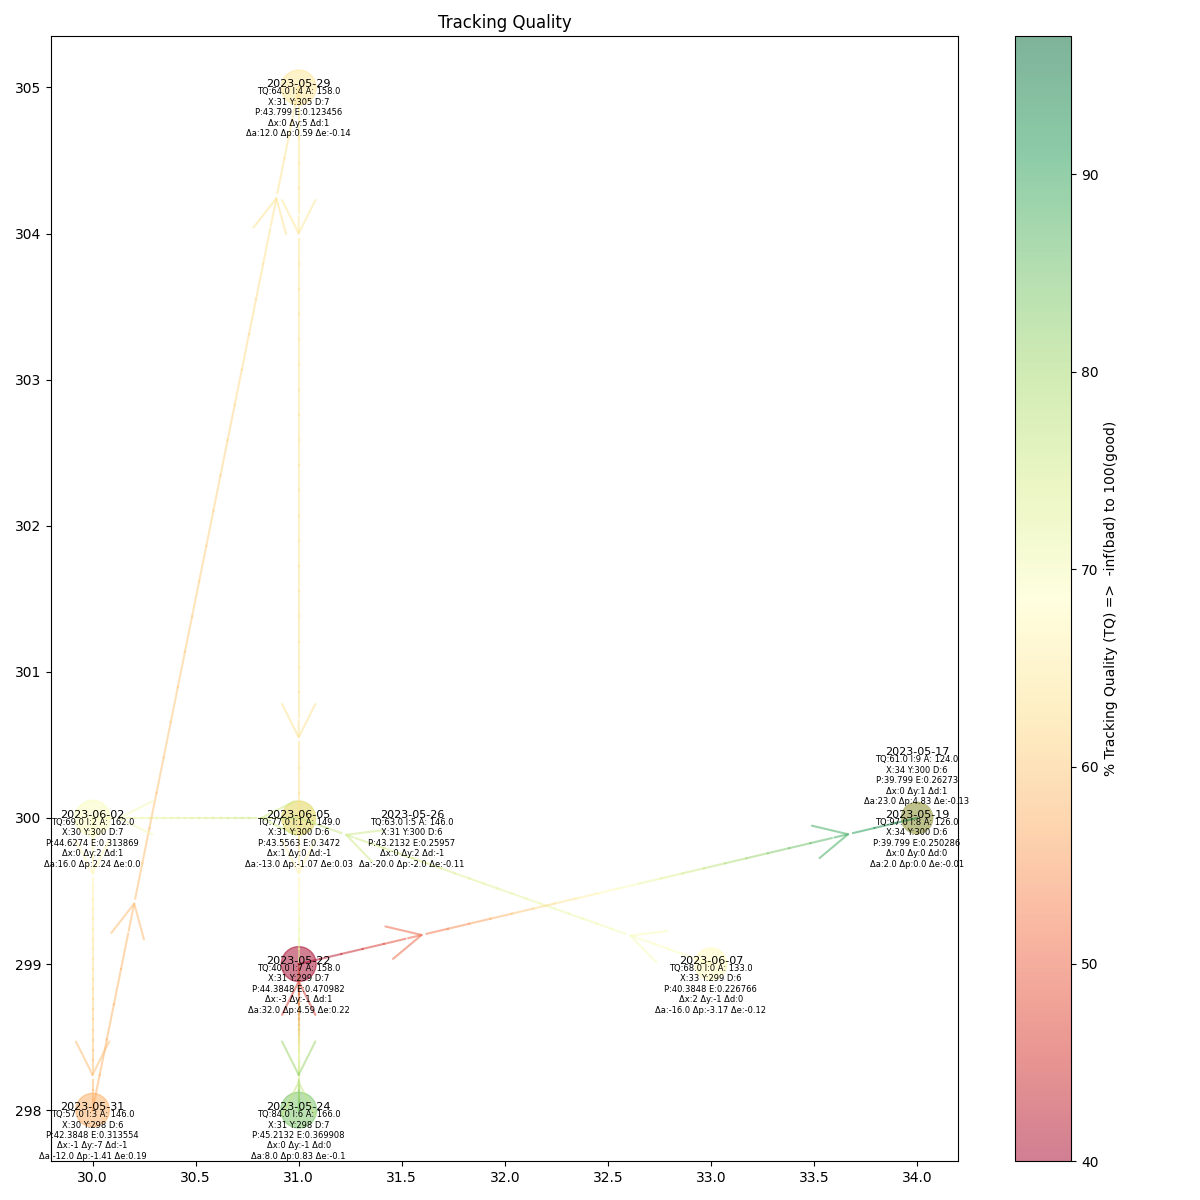 Tracking Quality
305
304
303
302
301
300
299
298
30.0
30.5
31.0
31.5
32.0
32.5
33.0
33.5
34.0
2023-05-29
TQ:64.0 I:4 A: 158.0
X:31 Y:305 D:7
P:43.799 E:0.123456
Δx:0 Δy:5 Δd:1
Δa:12.0 Δp:0.59 Δe:-0.14
2023-05-17
TQ:61.0 I:9 A: 124.0
X:34 Y:300 D:6
P:39.799 E:0.26273
Δx:0 Δy:1 Δd:1
Δa:23.0 Δp:4.83 Δe:-0.13
2023-06-02
TQ:69.0 I:2 A: 162.0
X:30 Y:300 D:7
P:44.6274 E:0.313869
Δx:0 Δy:2 Δd:1
Δa:16.0 Δp:2.24 Δe:0.0
2023-06-05
TQ:77.0 I:1 A: 149.0
X:31 Y:300 D:6
P:43.5563 E:0.3472
Δx:1 Δy:0 Δd:-1
Δa:-13.0 Δp:-1.07 Δe:0.03
2023-05-26
TQ:63.0 I:5 A: 146.0
X:31 Y:300 D:6
P:43.2132 E:0.25957
Δx:0 Δy:2 Δd:-1
Δa:-20.0 Δp:-2.0 Δe:-0.11
2023-05-19
TQ:97.0 I:8 A: 126.0
X:34 Y:300 D:6
P:39.799 E:0.250286
Δx:0 Δy:0 Δd:0
Δa:2.0 Δp:0.0 Δe:-0.01
2023-05-22
TQ:40.0 I:7 A: 158.0
X:31 Y:299 D:7
P:44.3848 E:0.470982
Δx:-3 Δy:-1 Δd:1
Δa:32.0 Δp:4.59 Δe:0.22
2023-06-07
TQ:68.0 I:0 A: 133.0
X:33 Y:299 D:6
P:40.3848 E:0.226766
Δx:2 Δy:-1 Δd:0
Δa:-16.0 Δp:-3.17 Δe:-0.12
2023-05-31
TQ:57.0 I:3 A: 146.0
X:30 Y:298 D:6
P:42.3848 E:0.313554
Δx:-1 Δy:-7 Δd:-1
Δa:-12.0 Δp:-1.41 Δe:0.19
2023-05-24
TQ:84.0 I:6 A: 166.0
X:31 Y:298 D:7
P:45.2132 E:0.369908
Δx:0 Δy:-1 Δd:0
Δa:8.0 Δp:0.83 Δe:-0.1
90
80
70
60
50
40
% Tracking Quality (TQ) => -inf(bad) to 100(good)